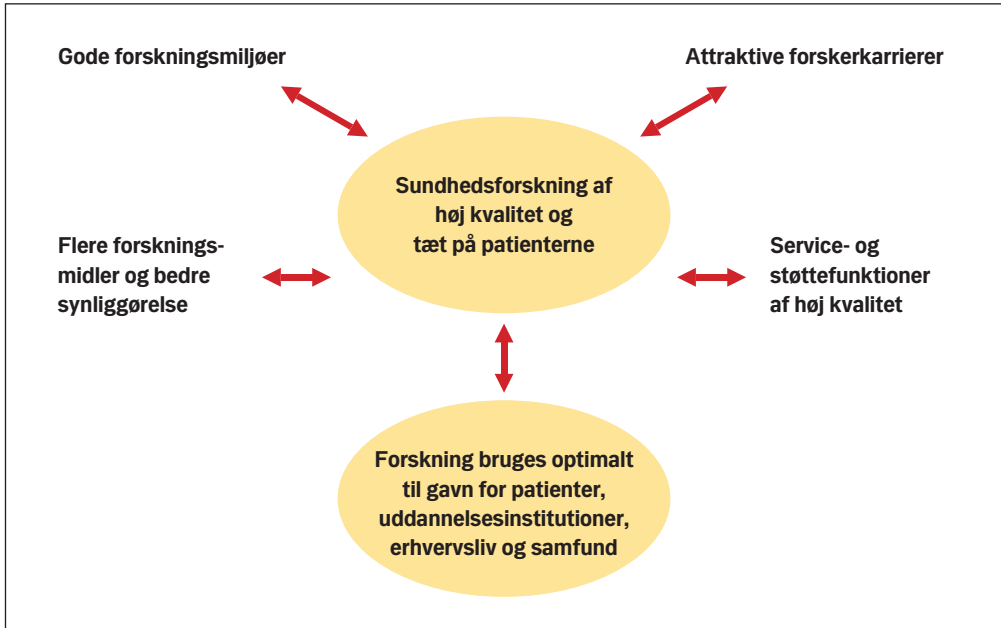 Gode forskningsmiljøer
Attraktive forskerkarrierer
Sundhedsforskning af
høj kvalitet og
tæt på patienterne
Flere forsknings-
midler og bedre
synliggørelse
Service- og
støttefunktioner
af høj kvalitet
Forskning bruges optimalt
til gavn for patienter,
uddannelsesinstitutioner,
erhvervsliv og samfund